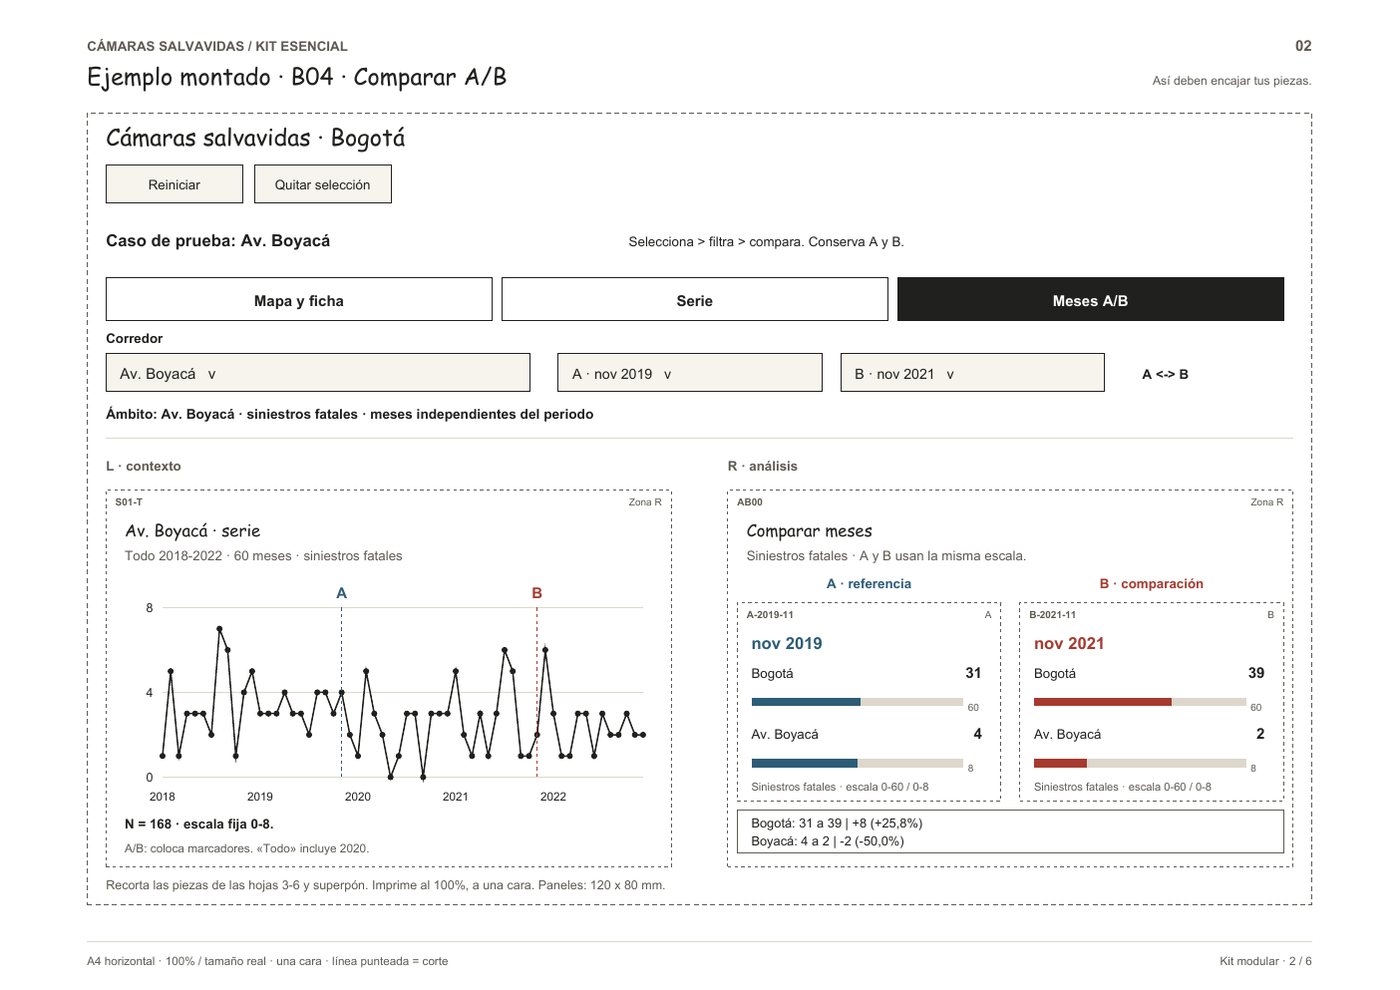 CÁMARAS SALVAVIDAS / KIT ESENCIAL
02
Ejemplo montado · B04 · Comparar A/B
Así deben encajar tus piezas.
Cámaras salvavidas · Bogotá
Reiniciar
Quitar selección
Caso de prueba: Av. Boyacá
Selecciona > filtra > compara. Conserva A y B.
Mapa y ficha
Serie
Meses A/B
Corredor
Av. Boyacá v
A · nov 2019 v
B · nov 2021 v
A <-> B
Ámbito: Av. Boyacá · siniestros fatales · meses independientes del periodo
L · contexto
S01-T
Zona R
Av. Boyacá · serie
Todo 2018-2022 · 60 meses · siniestros fatales
A
B
8
4
0
2018
2019
2020
2021
2022
N = 168 · escala fija 0-8.
A/B: coloca marcadores. «Todo» incluye 2020.
R · análisis
AB00
Zona R
Comparar meses
Siniestros fatales · A y B usan la misma escala.
A · referencia
A-2019-11
A
nov 2019
Bogotá
31
60
Av. Boyacá
4
8
Siniestros fatales · escala 0-60 / 0-8
B · comparación
B-2021-11
B
nov 2021
Bogotá
39
60
Av. Boyacá
2
8
Siniestros fatales · escala 0-60 / 0-8
Bogotá: 31 a 39 | +8 (+25,8%)
Boyacá: 4 a 2 | -2 (-50,0%)
Recorta las piezas de las hojas 3-6 y superpón. Imprime al 100%, a una cara. Paneles: 120 x 80 mm.
A4 horizontal · 100% / tamaño real · una cara · línea punteada = corte
Kit modular · 2 / 6